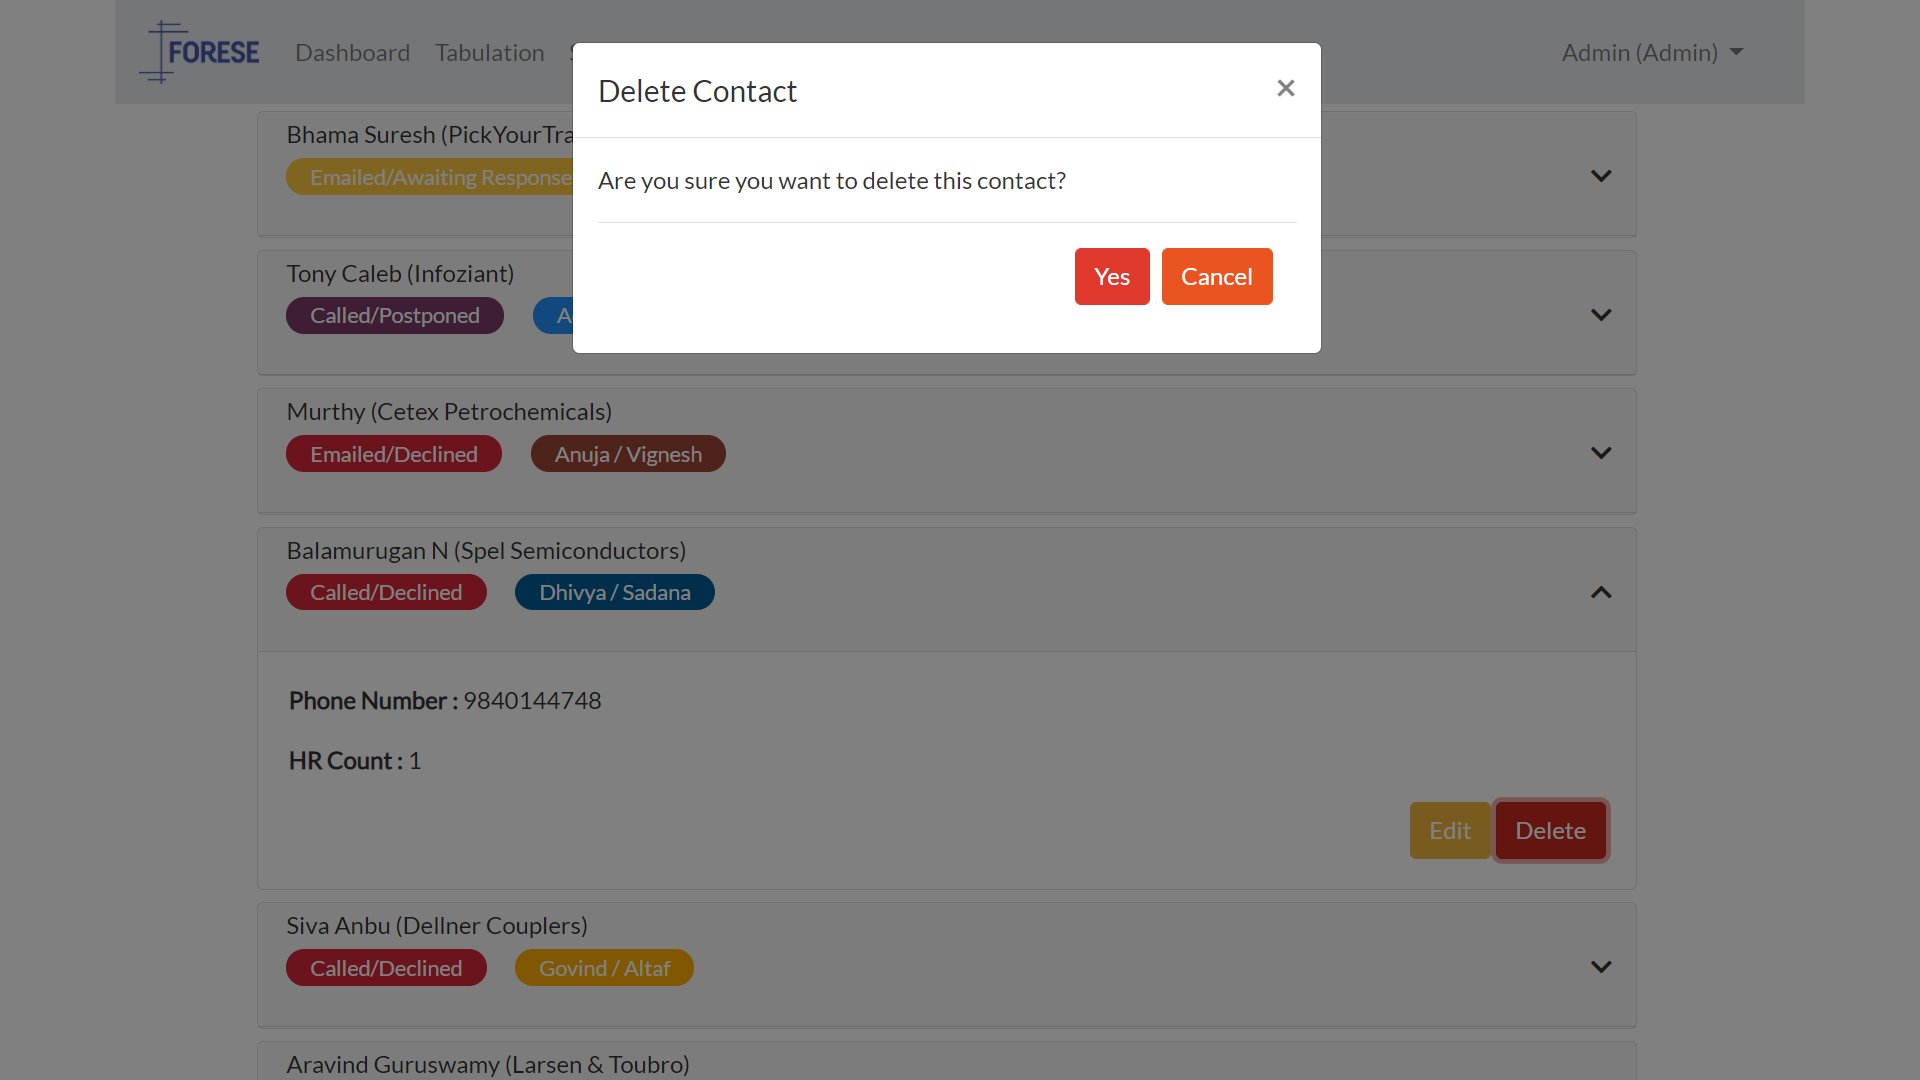 FORESE
Dashboard
Tabulation
Admin (Admin)
Delete Contact
×
Are you sure you want to delete this contact?
Yes
Cancel
Bhama Suresh (PickYourTra
Emailed/Awaiting Response
Tony Caleb (Infoziant)
Called/Postponed
A
Murthy (Cetex Petrochemicals)
Emailed/Declined
Anuja / Vignesh
Balamurugan N (Spel Semiconductors)
Called/Declined
Dhivya / Sadana
Phone Number : 9840144748
HR Count : 1
Edit
Delete
Siva Anbu (Dellner Couplers)
Called/Declined
Govind / Altaf
Aravind Guruswamy (Larsen & Toubro)